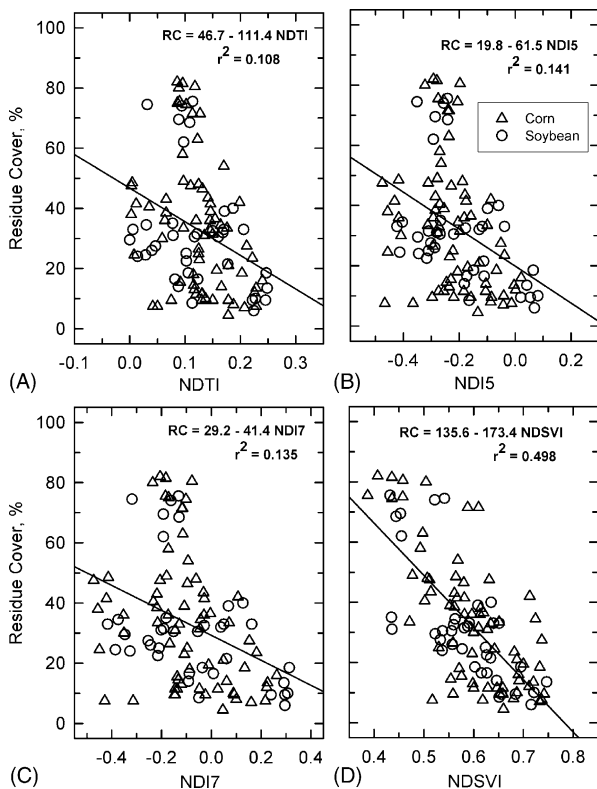 RC = 46.7 - 111.4 NDTI
r² = 0.108
100
80
60
40
20
0
Residue Cover, %
-0.1 0.0 0.1 0.2 0.3
(A) NDTI
RC = 19.8 - 61.5 NDI5
r² = 0.141
Corn
Soybean
-0.4 -0.2 0.0 0.2
(B) NDI5
RC = 29.2 - 41.4 NDI7
r² = 0.135
100
80
60
40
20
0
Residue Cover, %
-0.4 -0.2 0.0 0.2 0.4
(C) NDI7
RC = 135.6 - 173.4 NDSVI
r² = 0.498
0.4 0.5 0.6 0.7 0.8
(D) NDSVI